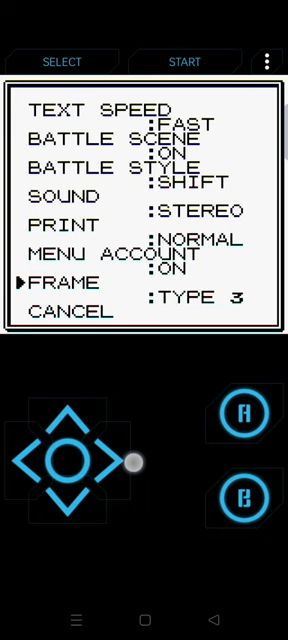 SELECT START
TEXT SPEED
:FAST
BATTLE SCENE
:ON
BATTLE STYLE
:SHIFT
SOUND
:STEREO
PRINT
:NORMAL
MENU ACCOUNT
:ON
▶FRAME
:TYPE 3
CANCEL
A
B